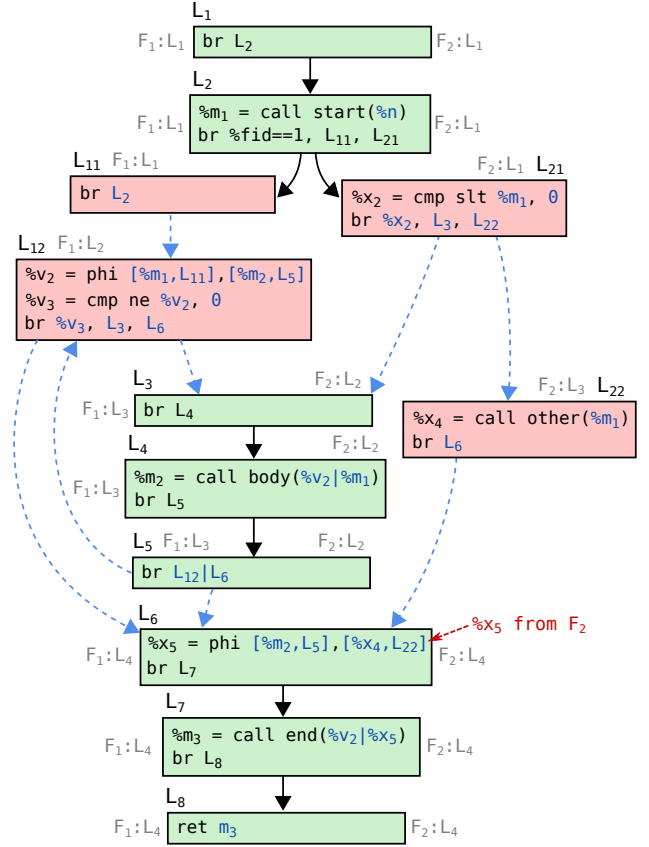 L₁
F₁:L₁ br L₂ F₂:L₁
L₂
%m₁ = call start(%n)
F₁:L₁ br %fid==1, L₁₁, L₂₁ F₂:L₁
L₁₁ F₁:L₁
br L₂
F₂:L₁ L₂₁
%x₂ = cmp slt %m₁, 0
br %x₂, L₃, L₂₂
L₁₂ F₁:L₂
%v₂ = phi [%m₁,L₁₁],[%m₂,L₅]
%v₃ = cmp ne %v₂, 0
br %v₃, L₃, L₆
L₃ F₂:L₂
F₁:L₃ br L₄
F₂:L₃ L₂₂
%x₄ = call other(%m₁)
br L₆
L₄ F₂:L₂
%m₂ = call body(%v₂|%m₁)
F₁:L₃ br L₅
L₅ F₁:L₃ F₂:L₂
br L₁₂|L₆
L₆
%x₅ from F₂
%x₅ = phi [%m₂,L₅],[%x₄,L₂₂]
F₁:L₄ br L₇ F₂:L₄
L₇
%m₃ = call end(%v₂|%x₅)
F₁:L₄ br L₈ F₂:L₄
L₈
F₁:L₄ ret m₃ F₂:L₄